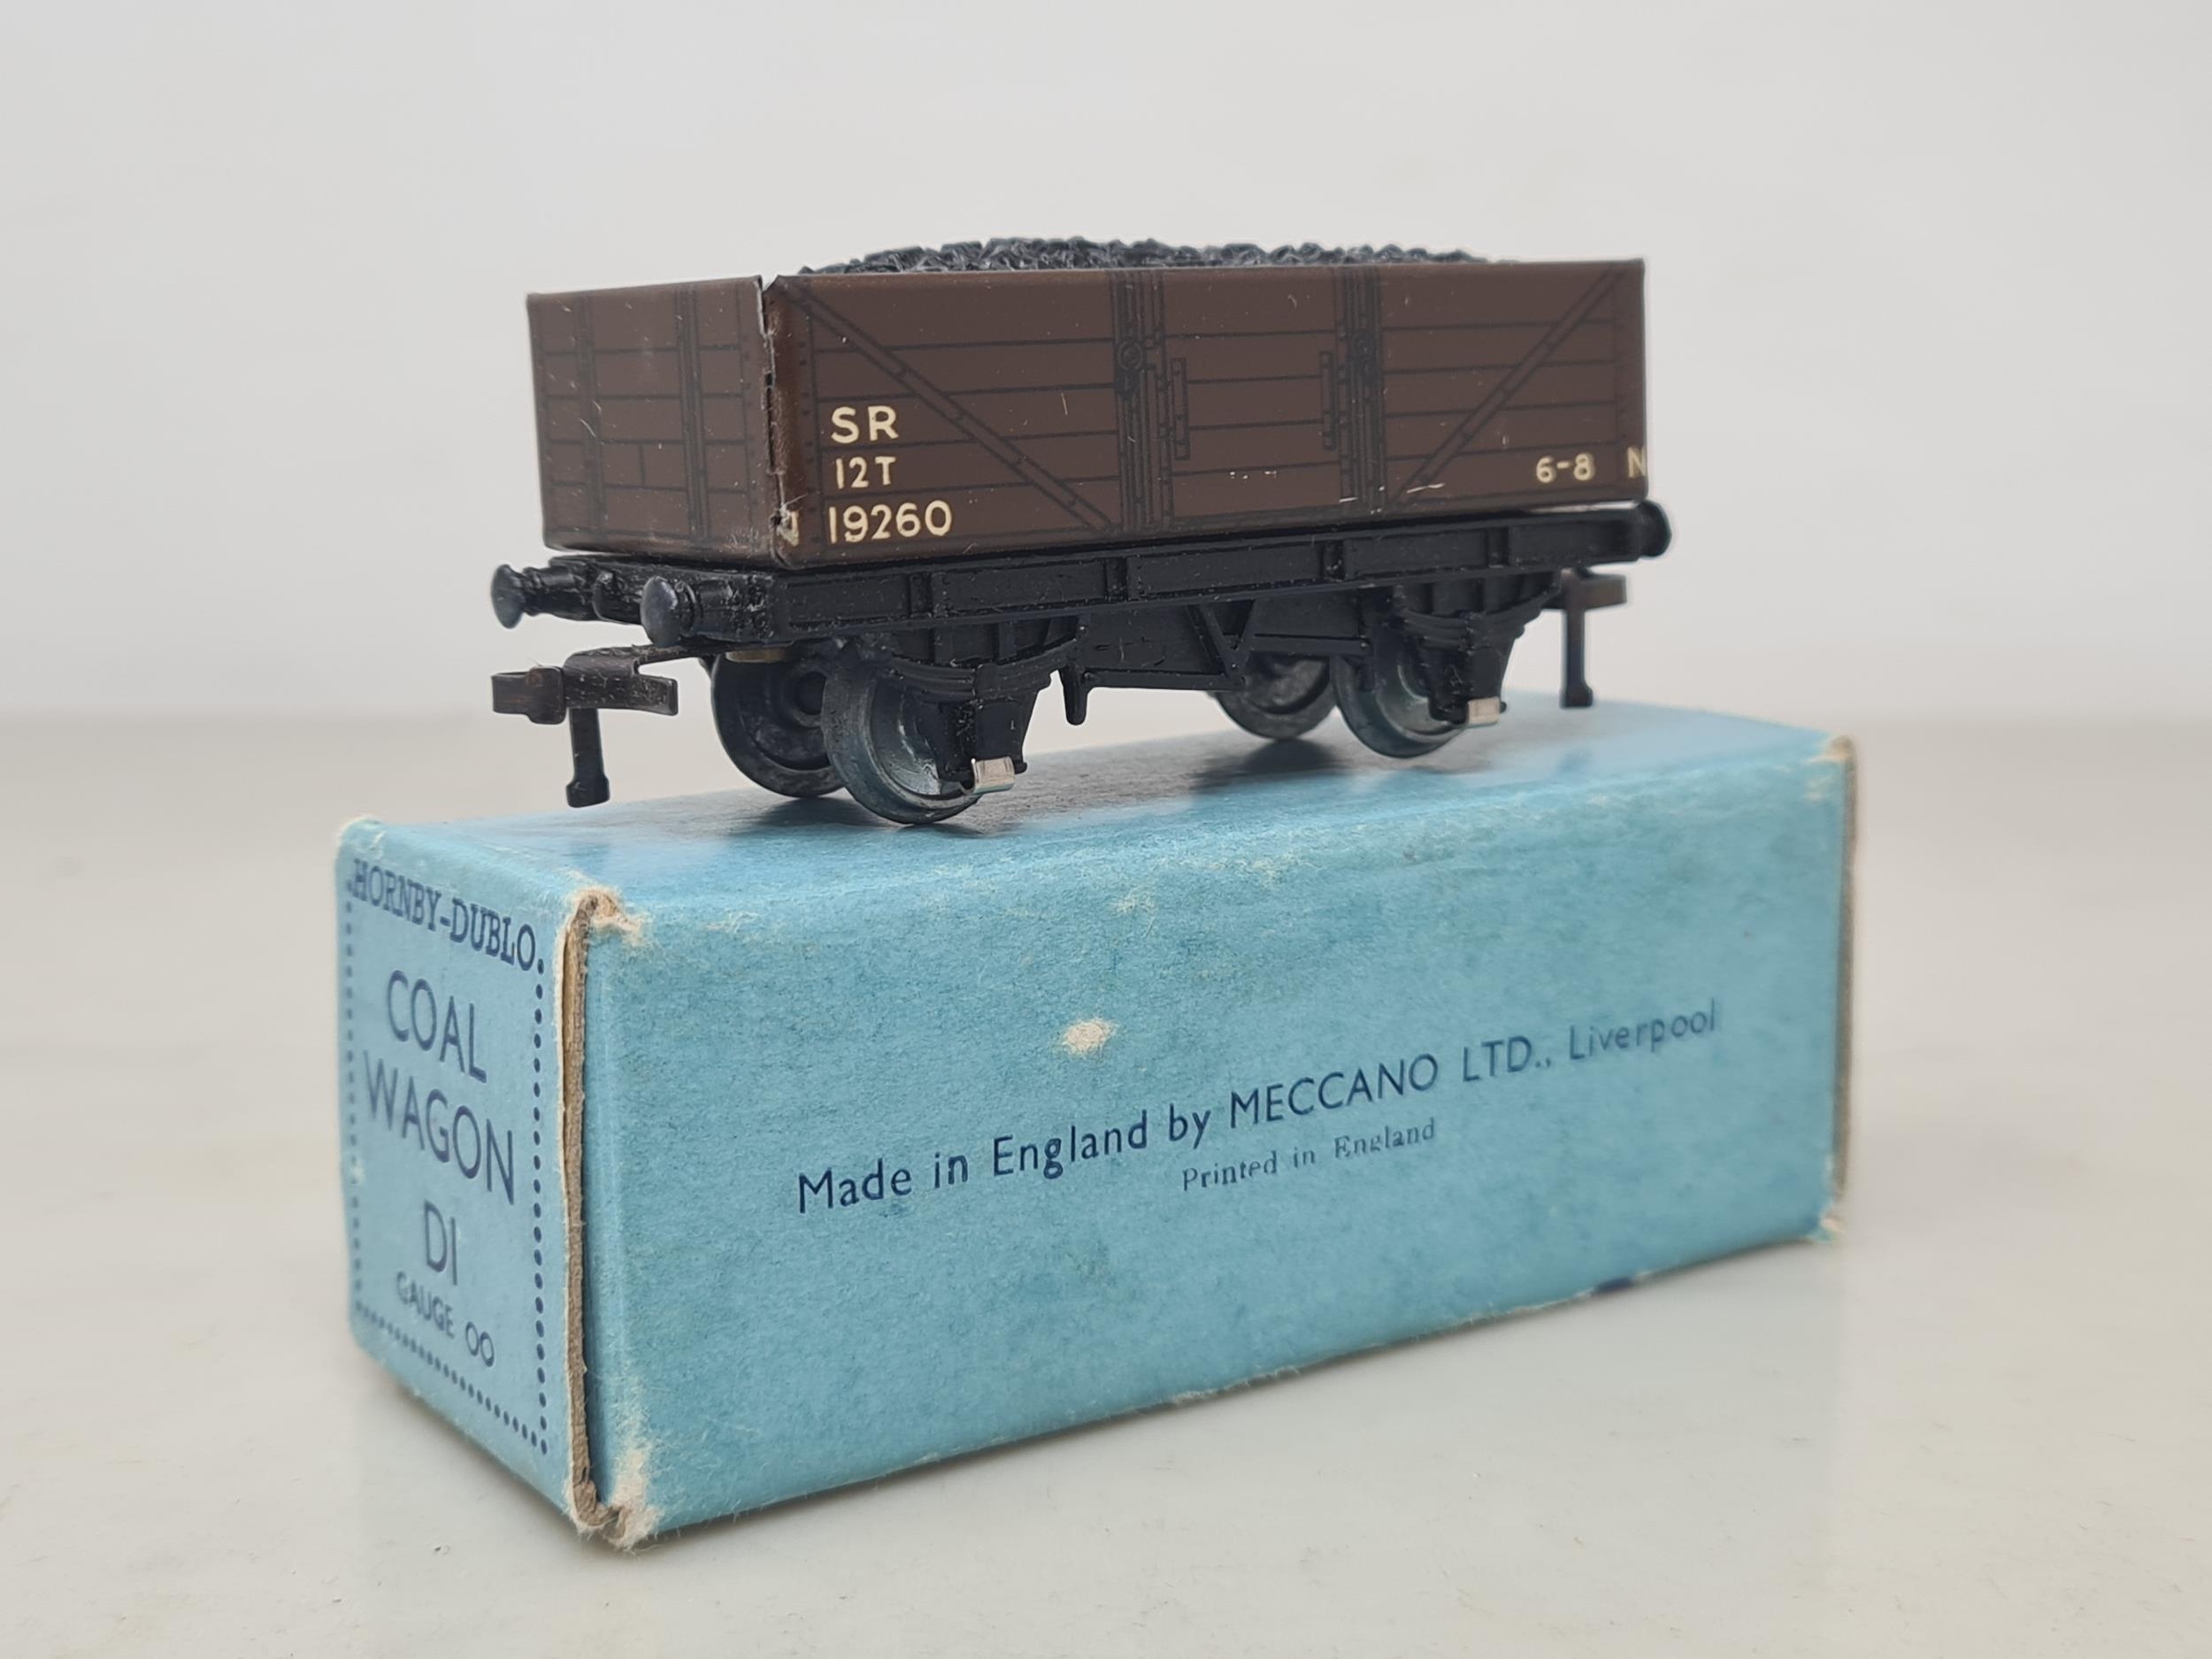 SR
12T
19260
6-8 N
HORNBY-DUBLO.
COAL
WAGON
D1
GAUGE OO
Made in England by MECCANO LTD., Liverpool
Printed in England